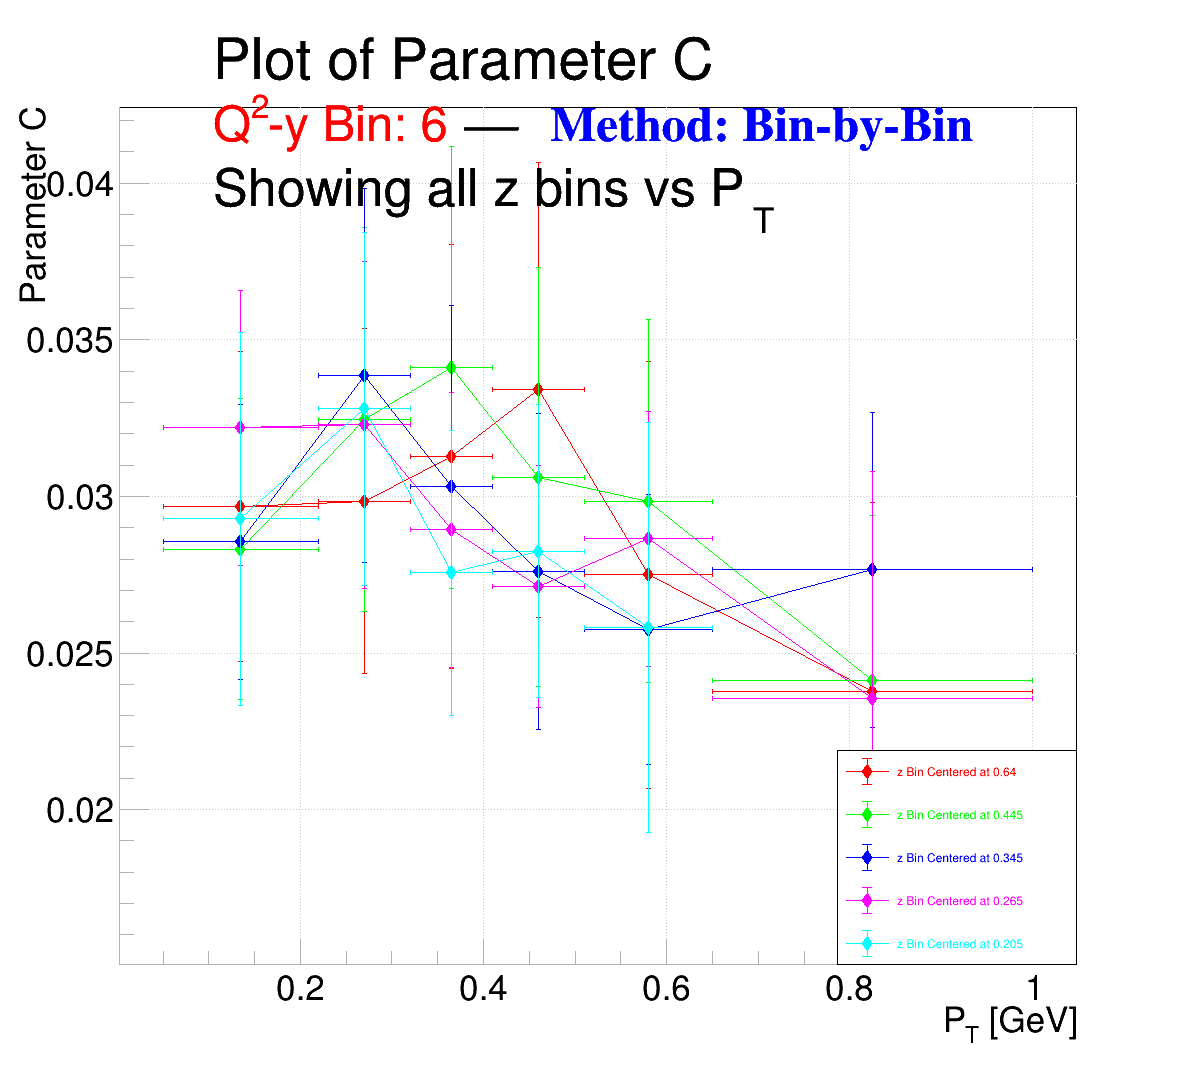 Plot of Parameter C
Q²-y Bin: 6 — Method: Bin-by-Bin
Showing all z bins vs P_T
Parameter C
0.04
0.035
0.03
0.025
0.02
z Bin Centered at 0.64
z Bin Centered at 0.445
z Bin Centered at 0.345
z Bin Centered at 0.265
z Bin Centered at 0.205
0.2 0.4 0.6 0.8 1
P_T [GeV]